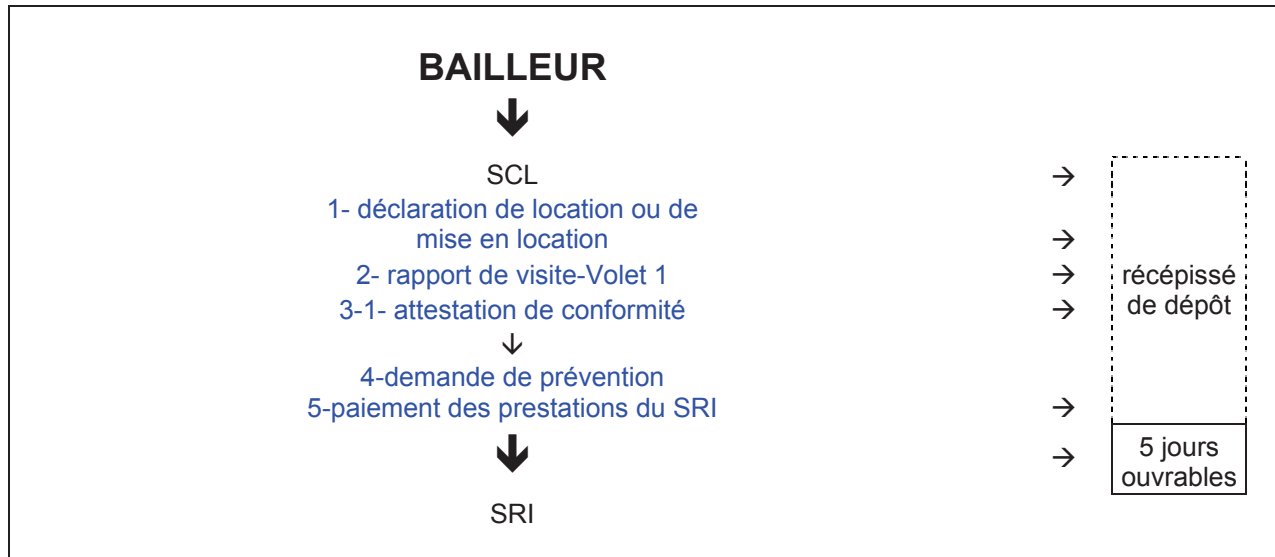 BAILLEUR
SCL
1- déclaration de location ou de
mise en location
2- rapport de visite-Volet 1
3-1- attestation de conformité
4-demande de prévention
5-paiement des prestations du SRI
SRI
récépissé
de dépôt
5 jours
ouvrables